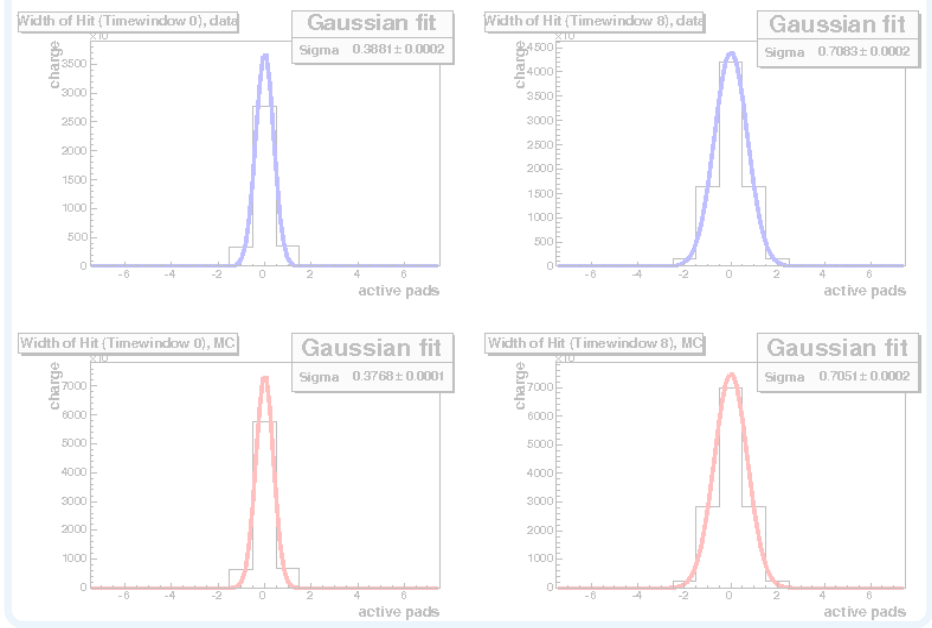 Width of Hit (Timewindow 0), data
Gaussian fit
Sigma 0.3881 ± 0.0002
×10
charge
3500
3000
2500
2000
1500
1000
500
0
-6 -4 -2 0 2 4 6
active pads
Width of Hit (Timewindow 8), data
Gaussian fit
Sigma 0.7083 ± 0.0002
×10
charge
4500
4000
3500
3000
2500
2000
1500
1000
500
0
-6 -4 -2 0 2 4 6
active pads
Width of Hit (Timewindow 0), MC
Gaussian fit
Sigma 0.3768 ± 0.0001
×10
charge
7000
6000
5000
4000
3000
2000
1000
0
-6 -4 -2 0 2 4 6
active pads
Width of Hit (Timewindow 8), MC
Gaussian fit
Sigma 0.7051 ± 0.0002
×10
charge
7000
6000
5000
4000
3000
2000
1000
0
-6 -4 -2 0 2 4 6
active pads